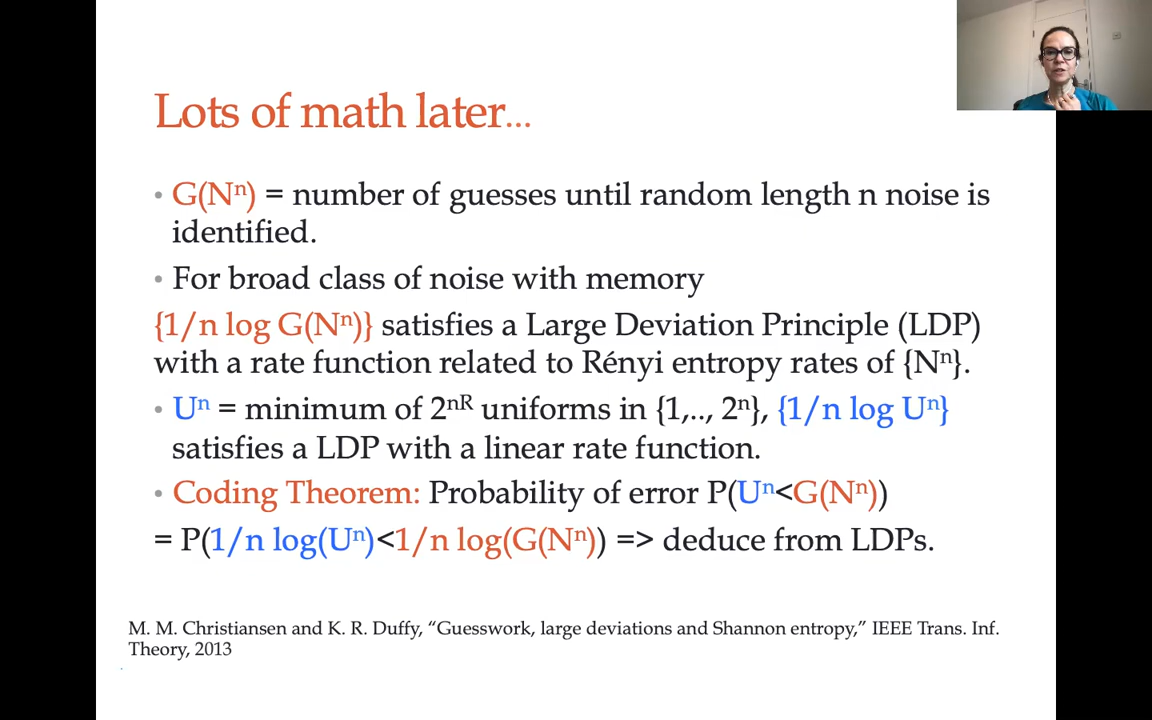 Lots of math later...
• G(Nⁿ) = number of guesses until random length n noise is
identified.
• For broad class of noise with memory
{1/n log G(Nⁿ)} satisfies a Large Deviation Principle (LDP)
with a rate function related to Rényi entropy rates of {Nⁿ}.
• Uⁿ = minimum of 2ⁿᴿ uniforms in {1,.., 2ⁿ}, {1/n log Uⁿ}
satisfies a LDP with a linear rate function.
• Coding Theorem: Probability of error P(Uⁿ<G(Nⁿ))
= P(1/n log(Uⁿ)<1/n log(G(Nⁿ)) => deduce from LDPs.
M. M. Christiansen and K. R. Duffy, “Guesswork, large deviations and Shannon entropy,” IEEE Trans. Inf.
Theory, 2013